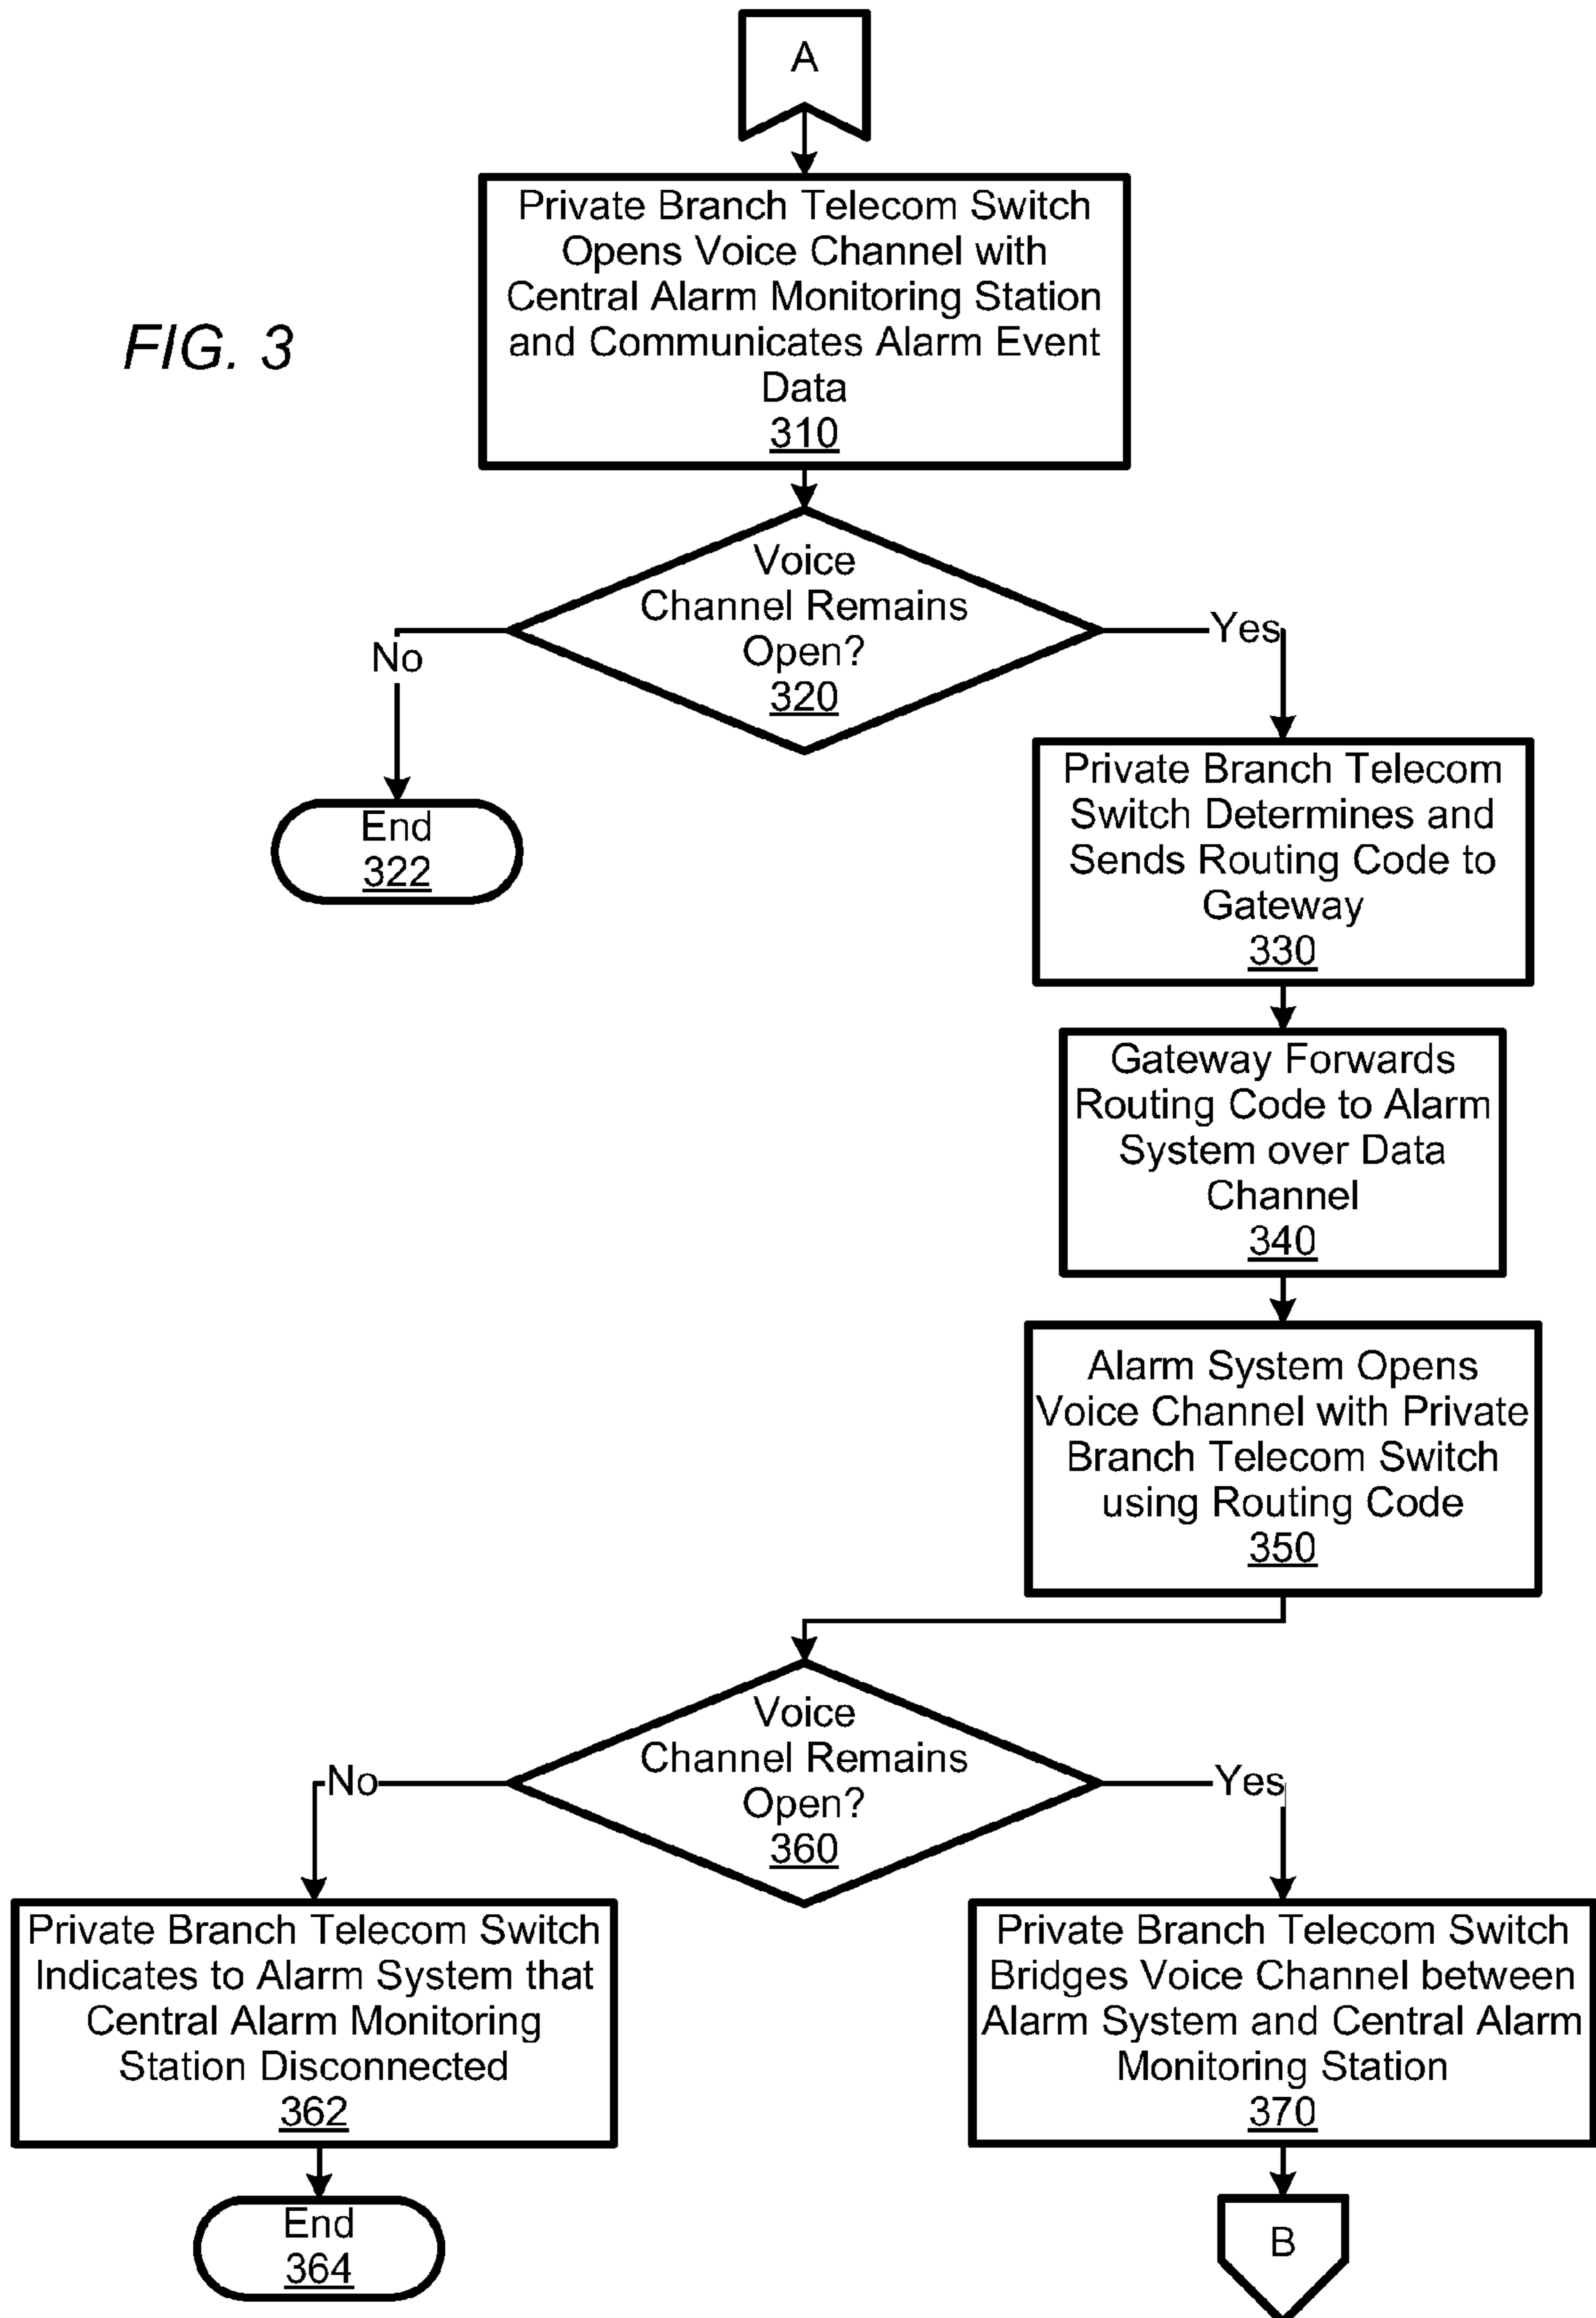 A
Private Branch Telecom Switch
Opens Voice Channel with
Central Alarm Monitoring Station
and Communicates Alarm Event
Data
310
FIG. 3
Voice
Channel Remains
Open?
320
No
Yes
End
322
Private Branch Telecom
Switch Determines and
Sends Routing Code to
Gateway
330
Gateway Forwards
Routing Code to Alarm
System over Data
Channel
340
Alarm System Opens
Voice Channel with Private
Branch Telecom Switch
using Routing Code
350
Voice
Channel Remains
Open?
360
No
Yes
Private Branch Telecom Switch
Indicates to Alarm System that
Central Alarm Monitoring
Station Disconnected
362
Private Branch Telecom Switch
Bridges Voice Channel between
Alarm System and Central Alarm
Monitoring Station
370
End
364
B